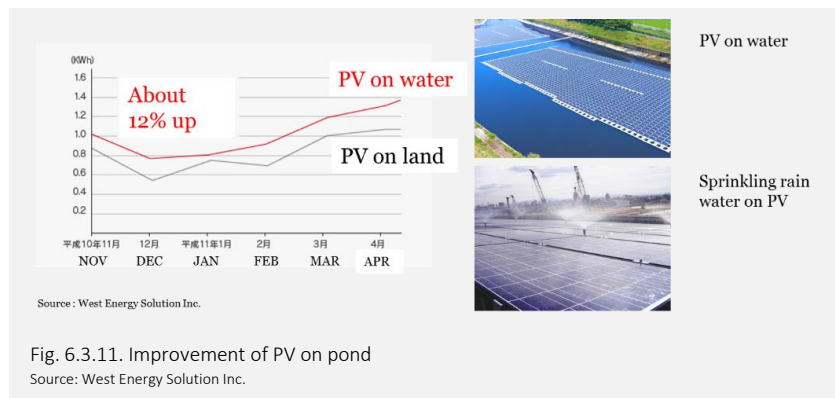 (KWh)
1.6
1.4
1.2
1.0
0.8
0.6
0.4
0.2
About
12% up
PV on water
PV on land
平成10年11月 12月 平成11年1月 2月 3月 4月
NOV DEC JAN FEB MAR APR
Source : West Energy Solution Inc.
PV on water
Sprinkling rain
water on PV
Fig. 6.3.11. Improvement of PV on pond
Source: West Energy Solution Inc.